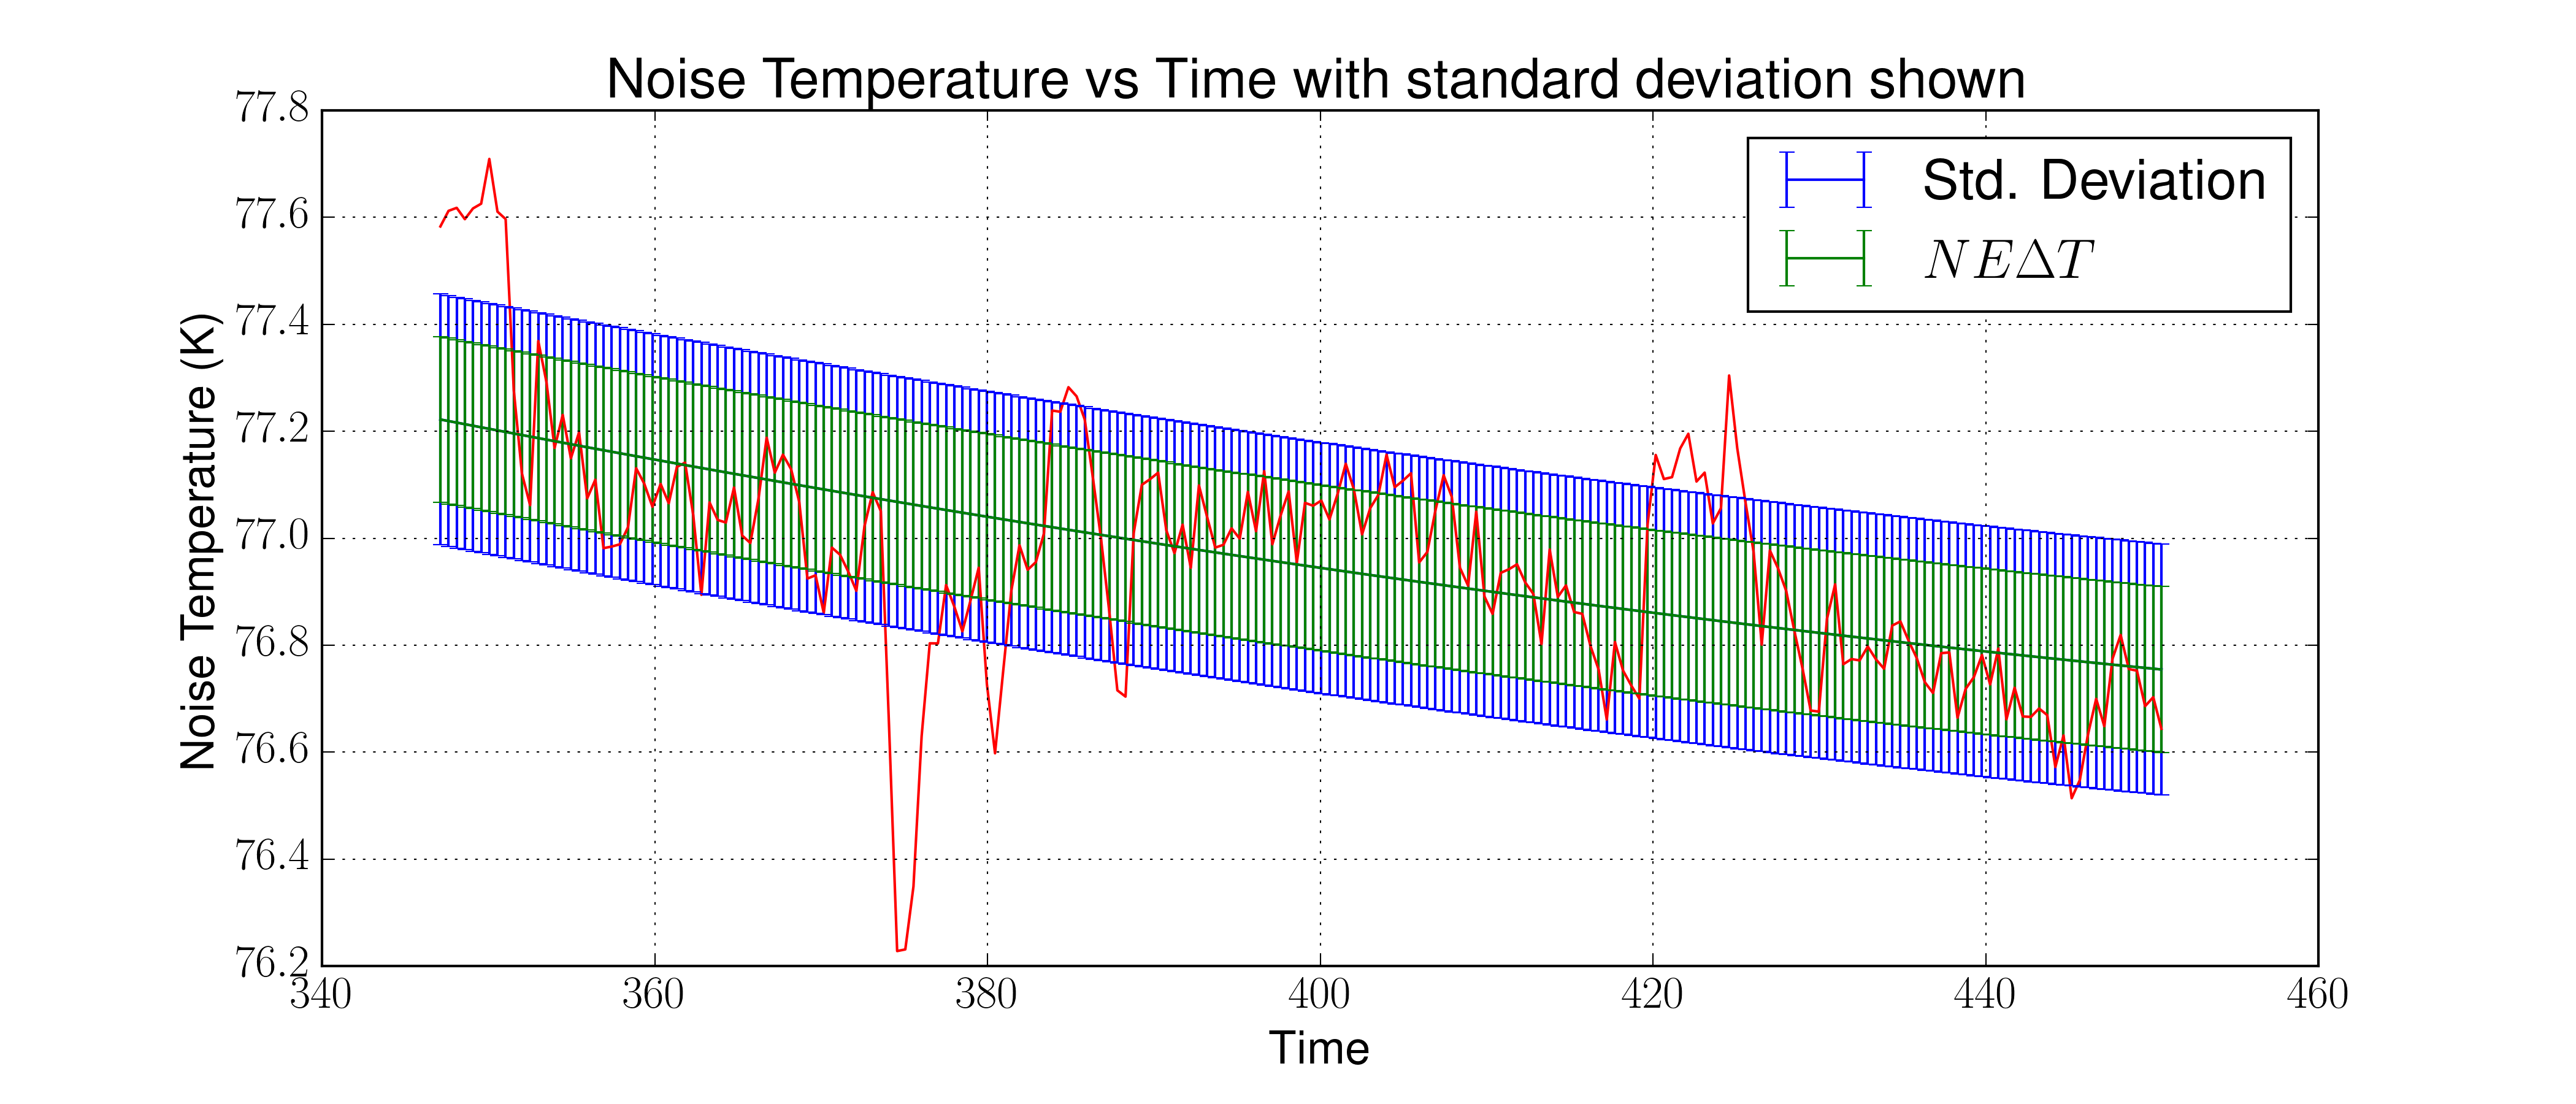 Noise Temperature vs Time with standard deviation shown
77.8
77.6
77.4
77.2
77.0
76.8
76.6
76.4
76.2
Noise Temperature (K)
Std. Deviation
NEΔT
340 360 380 400 420 440 460
Time